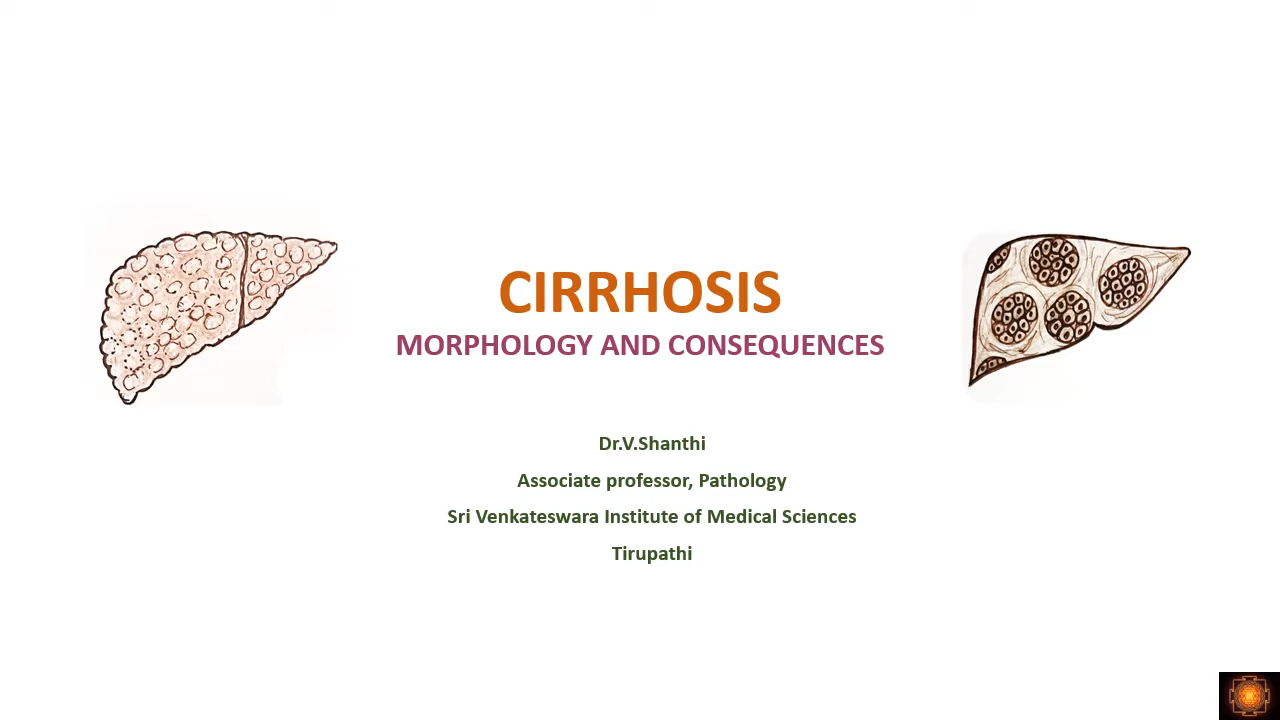 CIRRHOSIS
MORPHOLOGY AND CONSEQUENCES
Dr.V.Shanthi
Associate professor, Pathology
Sri Venkateswara Institute of Medical Sciences
Tirupathi